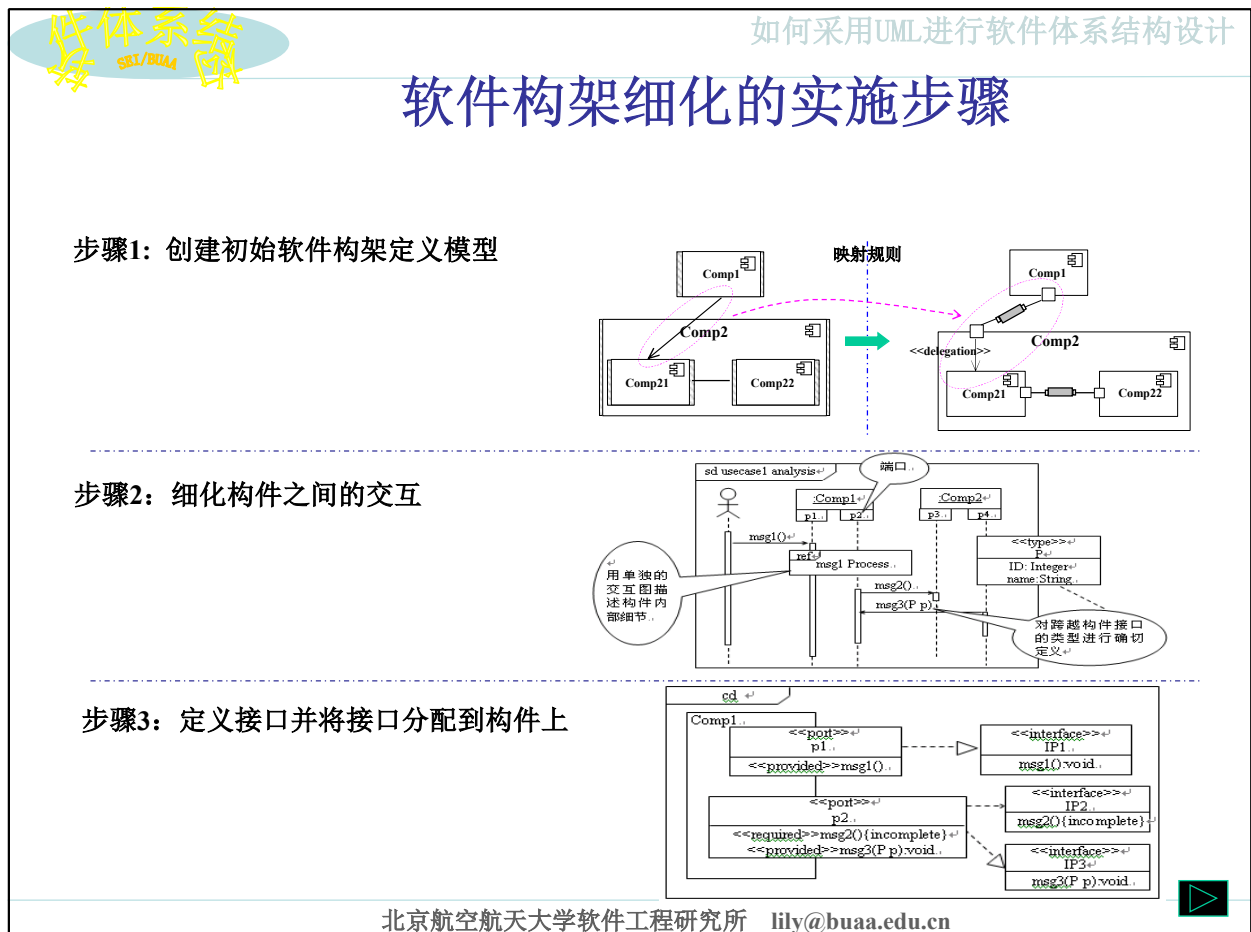 件体系结
SEI/BUAA
如何采用UML进行软件体系结构设计
软件构架细化的实施步骤
步骤1: 创建初始软件构架定义模型
映射规则
Comp1
Comp2
Comp21
Comp22
Comp1
<<delegation>>
Comp2
Comp21
Comp22
步骤2：细化构件之间的交互
sd usecase1 analysis
端口
:Comp1
:Comp2
p1
p2
p3
p4
msg1()
ref
msg1 Process
msg2()
msg3(P p)
<<type>>
P
ID: Integer
name:String
用单独的
交互图描
述构件内
部细节
对跨越构件接口
的类型进行确切
定义
步骤3：定义接口并将接口分配到构件上
cd
Comp1
<<port>>
p1
<<provided>>msg1()
<<interface>>
IP1
msg1():void
<<port>>
p2
<<required>>msg2(){incomplete}
<<provided>>msg3(P p):void
<<interface>>
IP2
msg2(){incomplete}
<<interface>>
IP3
msg3(P p):void
北京航空航天大学软件工程研究所 lily@buaa.edu.cn